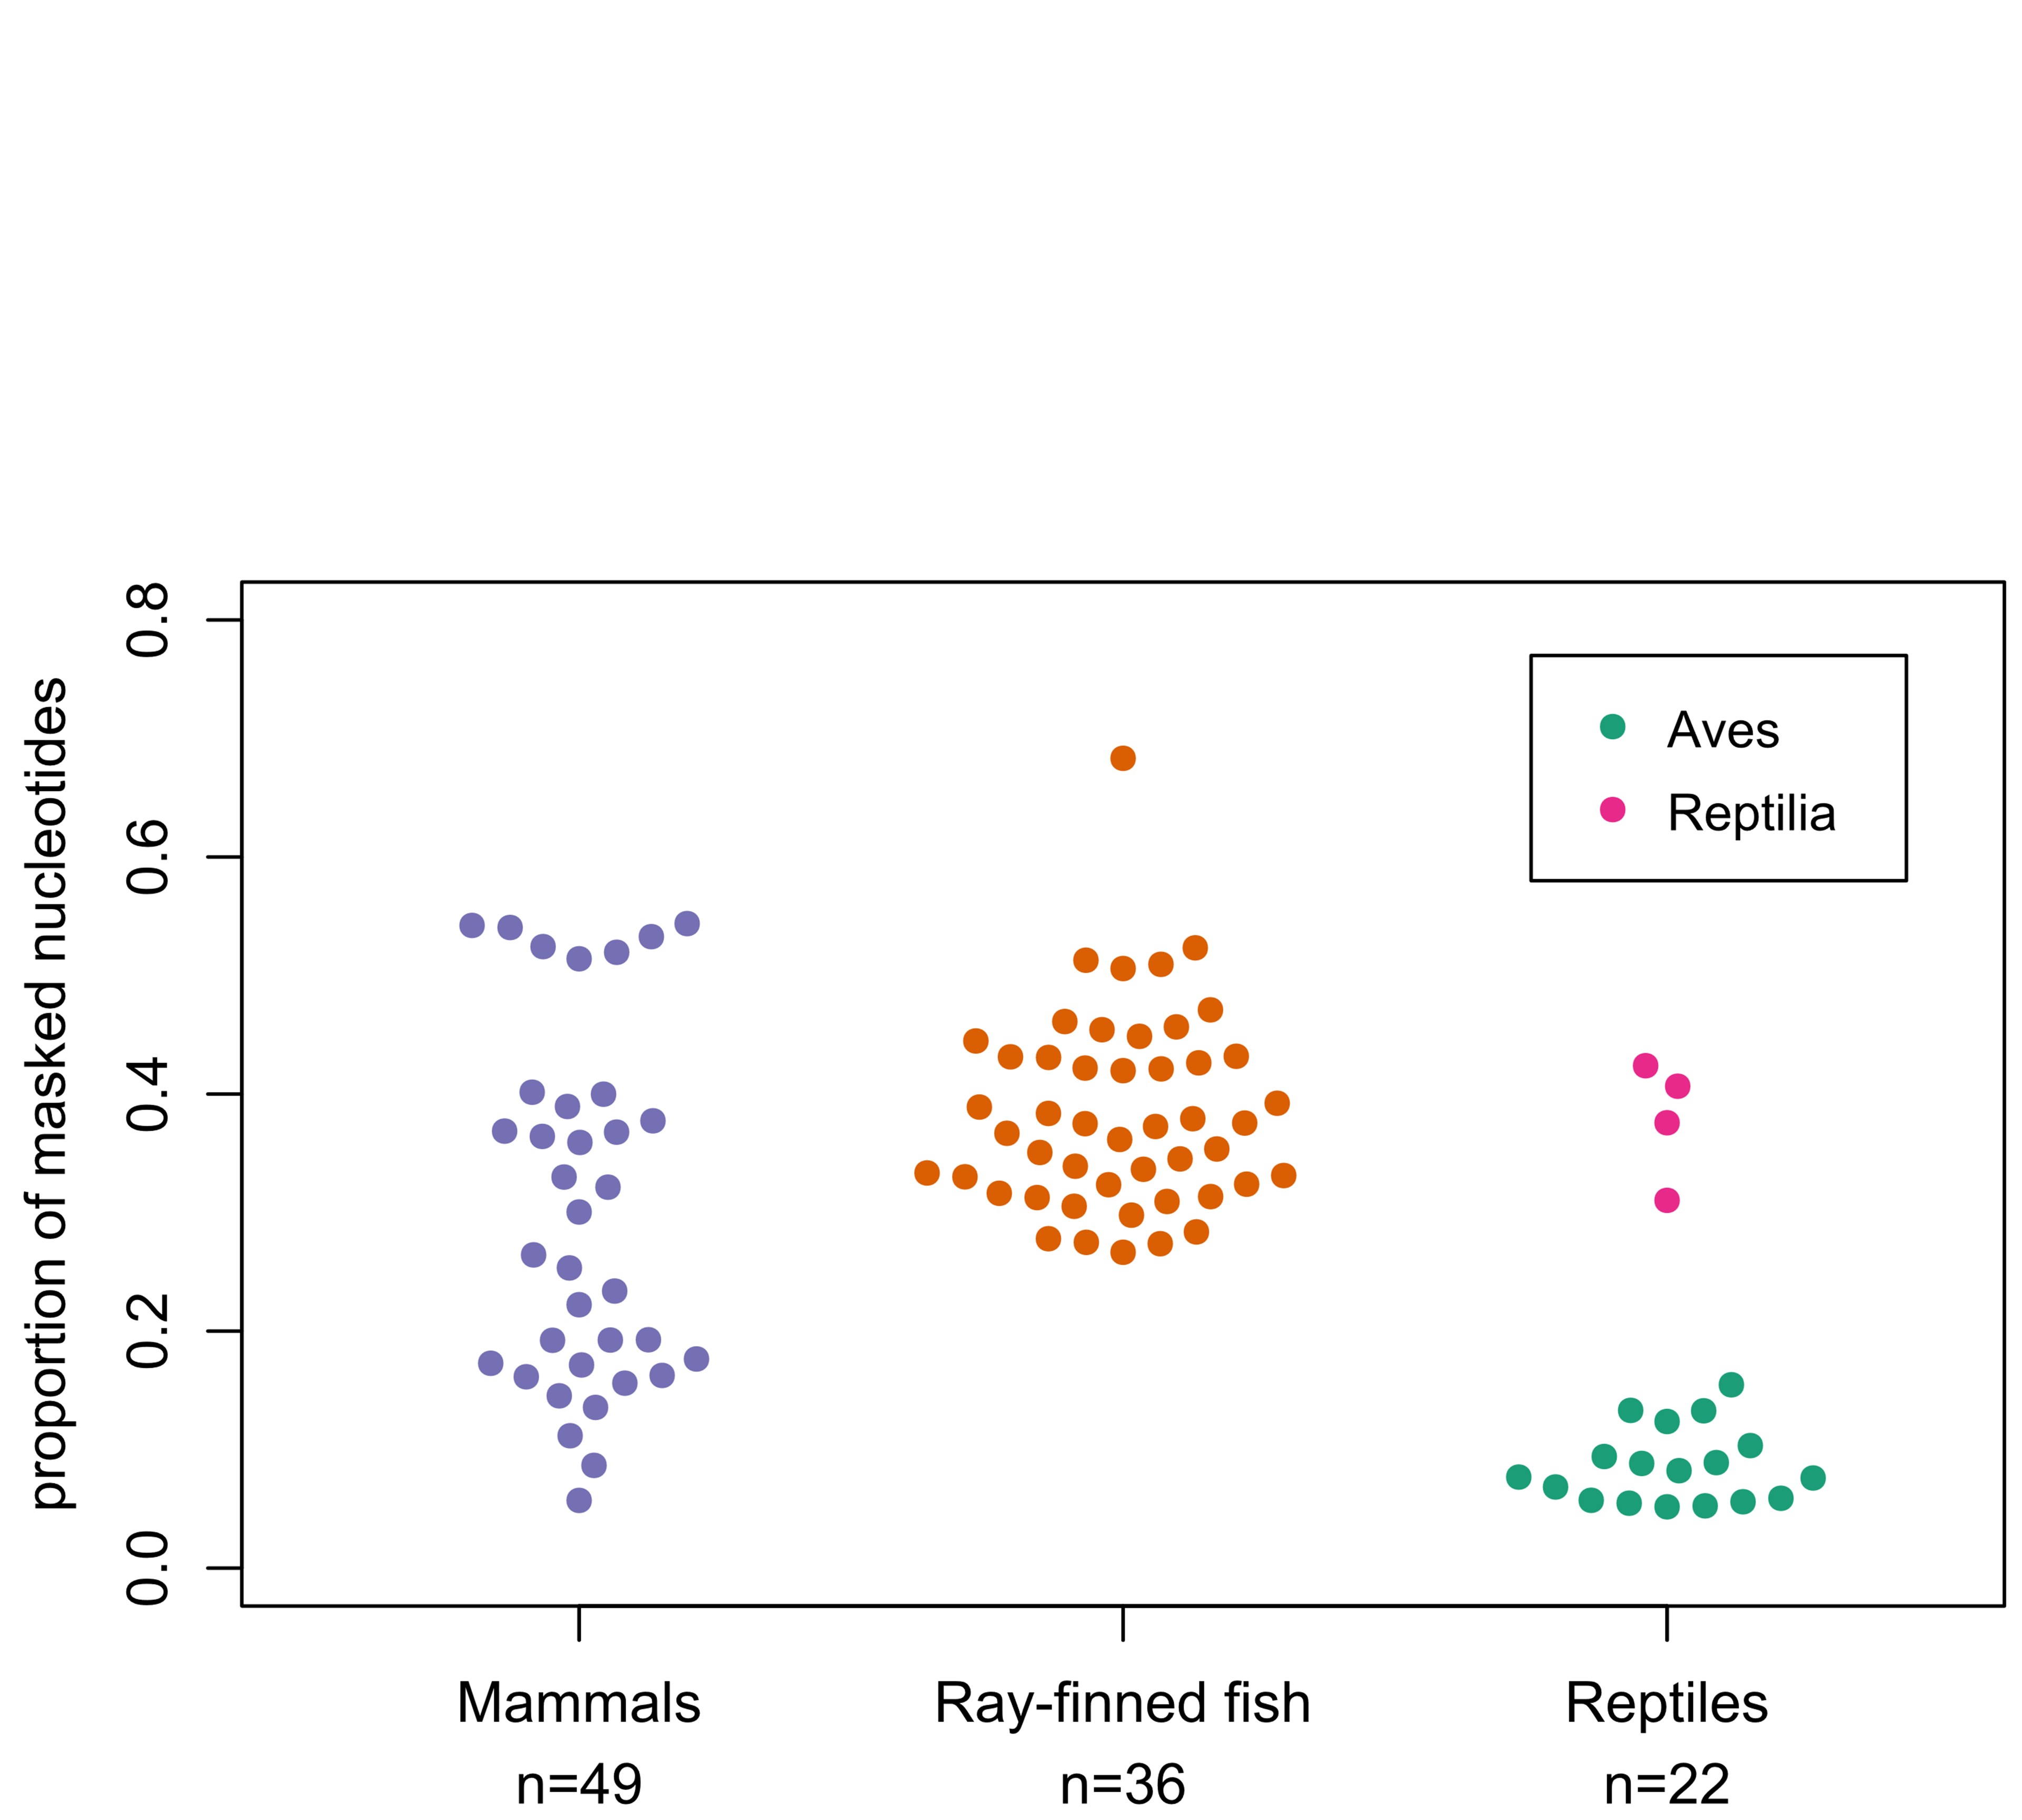 proportion of masked nucleotides
0.8
0.6
0.4
0.2
0.0
Aves
Reptilia
Mammals
Ray-finned fish
Reptiles
n=49
n=36
n=22